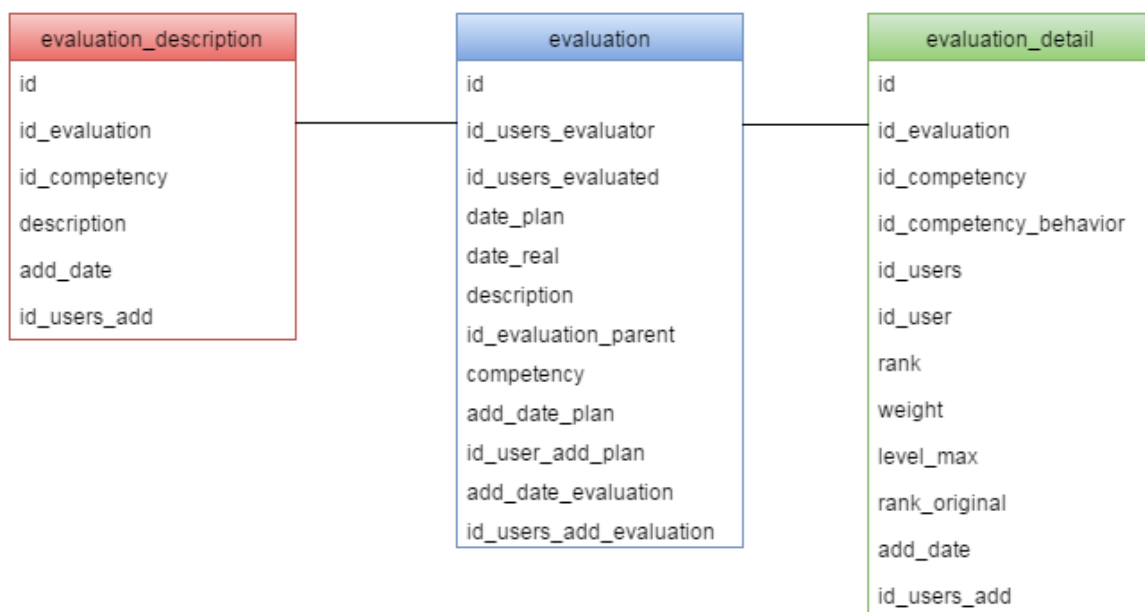 evaluation_description
id
id_evaluation
id_competency
description
add_date
id_users_add
evaluation
id
id_users_evaluator
id_users_evaluated
date_plan
date_real
description
id_evaluation_parent
competency
add_date_plan
id_user_add_plan
add_date_evaluation
id_users_add_evaluation
evaluation_detail
id
id_evaluation
id_competency
id_competency_behavior
id_users
id_user
rank
weight
level_max
rank_original
add_date
id_users_add